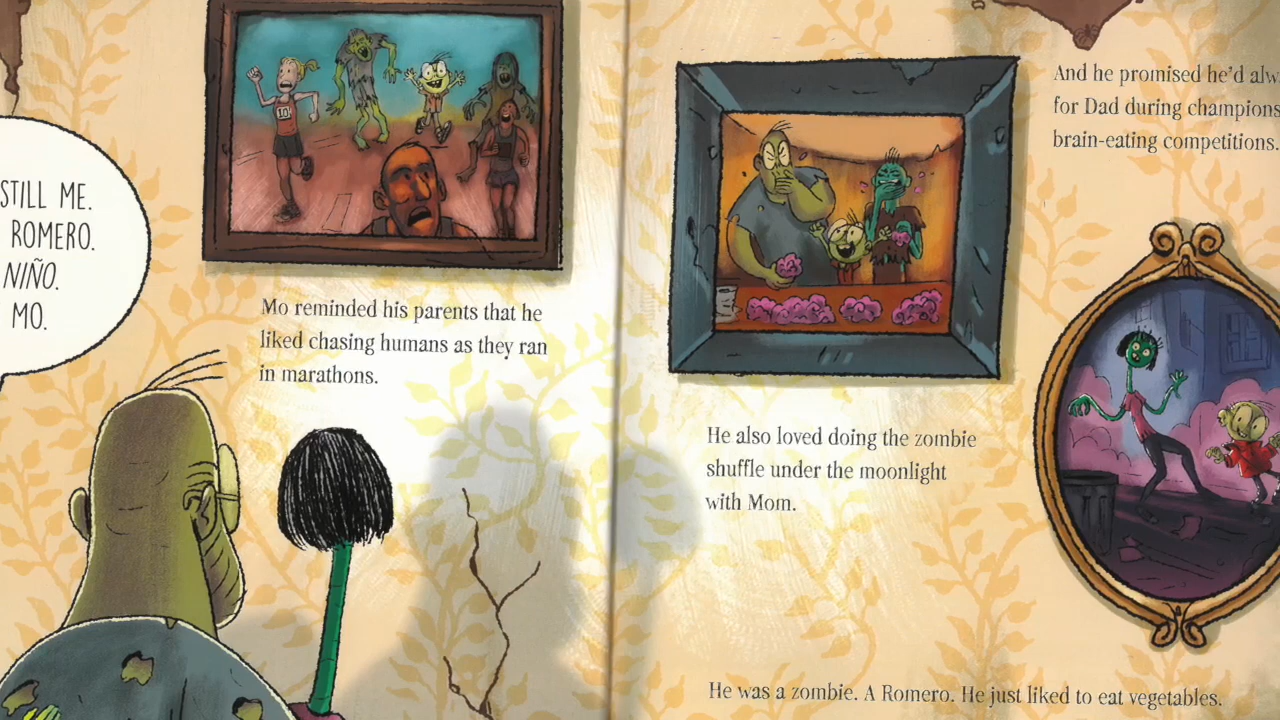 STILL ME.
ROMERO.
NIÑO.
MO.
10
Mo reminded his parents that he
liked chasing humans as they ran
in marathons.
And he promised he'd
for Dad during
brain-eating competitions.
He also loved doing the zombie
shuffle under the moonlight
with Mom.
He was a zombie. A Romero. He just liked to eat vegetables.